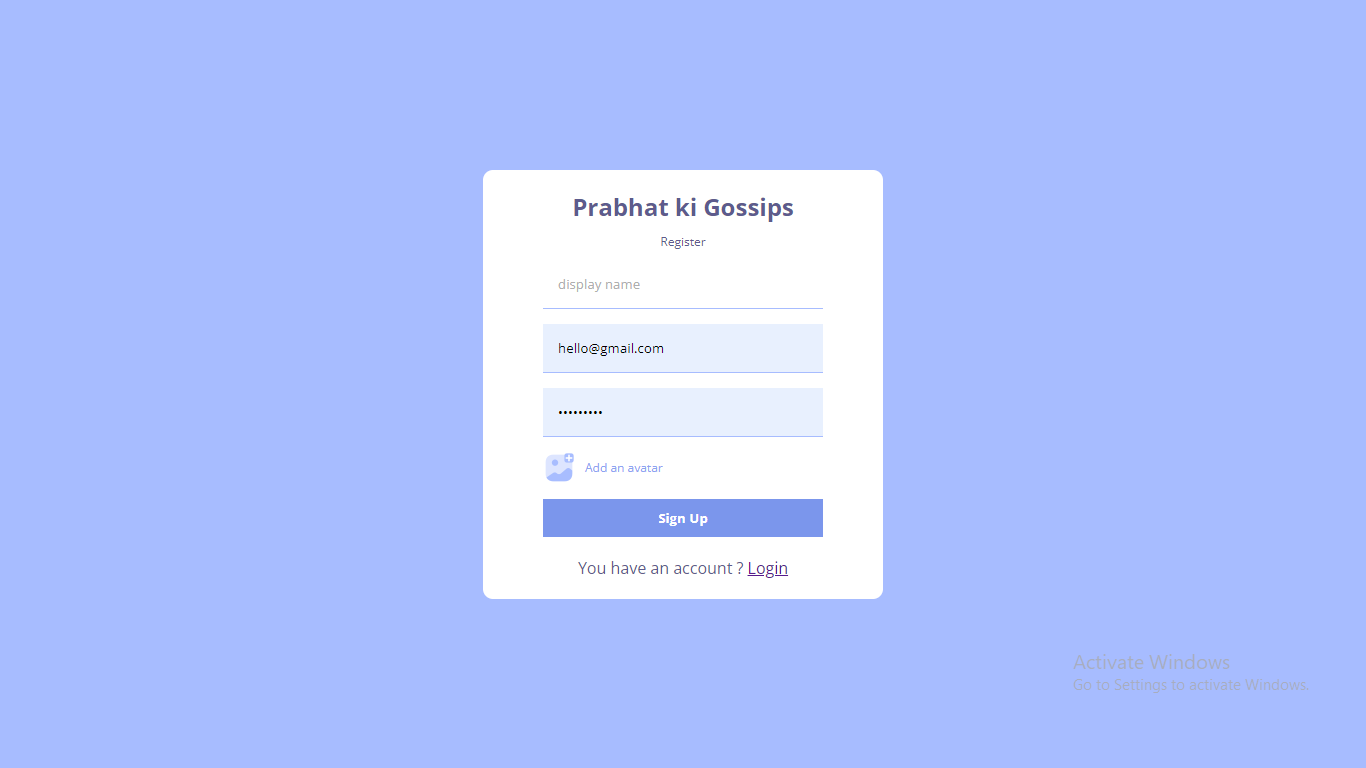 Prabhat ki Gossips
Register
display name
hello@gmail.com
•••••••••
Add an avatar
Sign Up
You have an account ? Login
Activate Windows
Go to Settings to activate Windows.